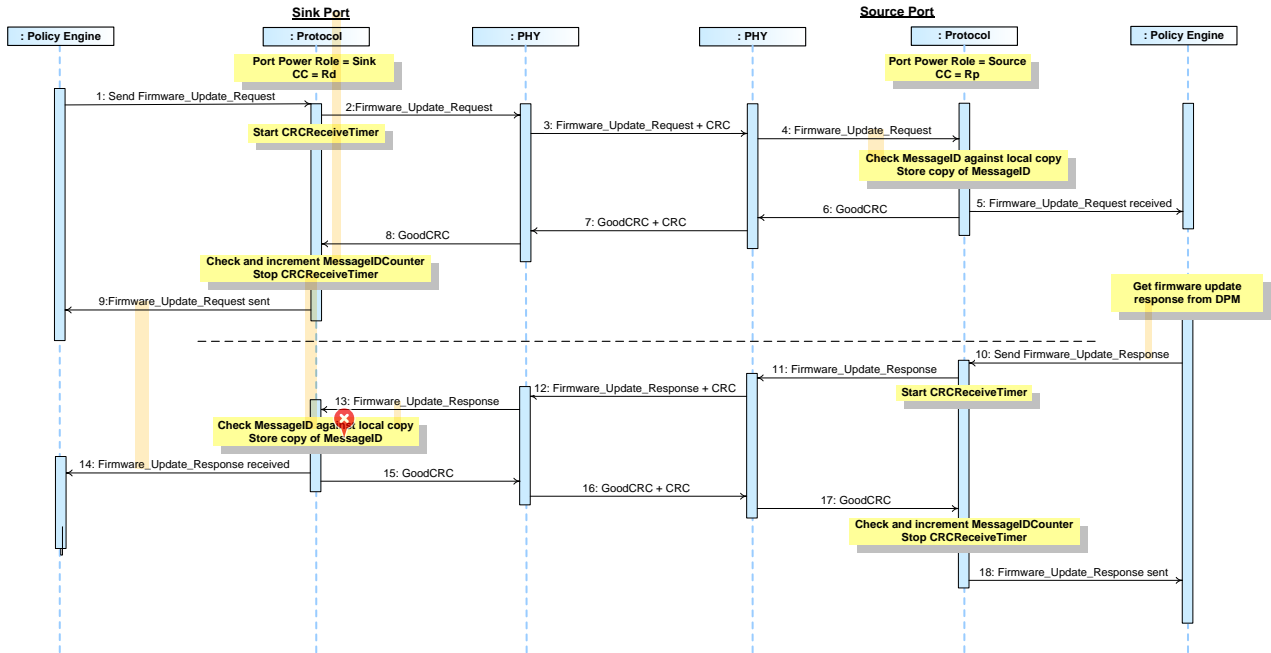 Sink Port
Source Port
: Policy Engine
: Protocol
: PHY
: PHY
: Protocol
: Policy Engine
Port Power Role = Sink
CC = Rd
Port Power Role = Source
CC = Rp
1: Send Firmware_Update_Request
2:Firmware_Update_Request
Start CRCReceiveTimer
3: Firmware_Update_Request + CRC
4: Firmware_Update_Request
Check MessageID against local copy
Store copy of MessageID
5: Firmware_Update_Request received
6: GoodCRC
7: GoodCRC + CRC
8: GoodCRC
Check and increment MessageIDCounter
Stop CRCReceiveTimer
9:Firmware_Update_Request sent
Get firmware update
response from DPM
10: Send Firmware_Update_Response
11: Firmware_Update_Response
Start CRCReceiveTimer
12: Firmware_Update_Response + CRC
13: Firmware_Update_Response
Check MessageID against local copy
Store copy of MessageID
14: Firmware_Update_Response received
15: GoodCRC
16: GoodCRC + CRC
17: GoodCRC
Check and increment MessageIDCounter
Stop CRCReceiveTimer
18: Firmware_Update_Response sent